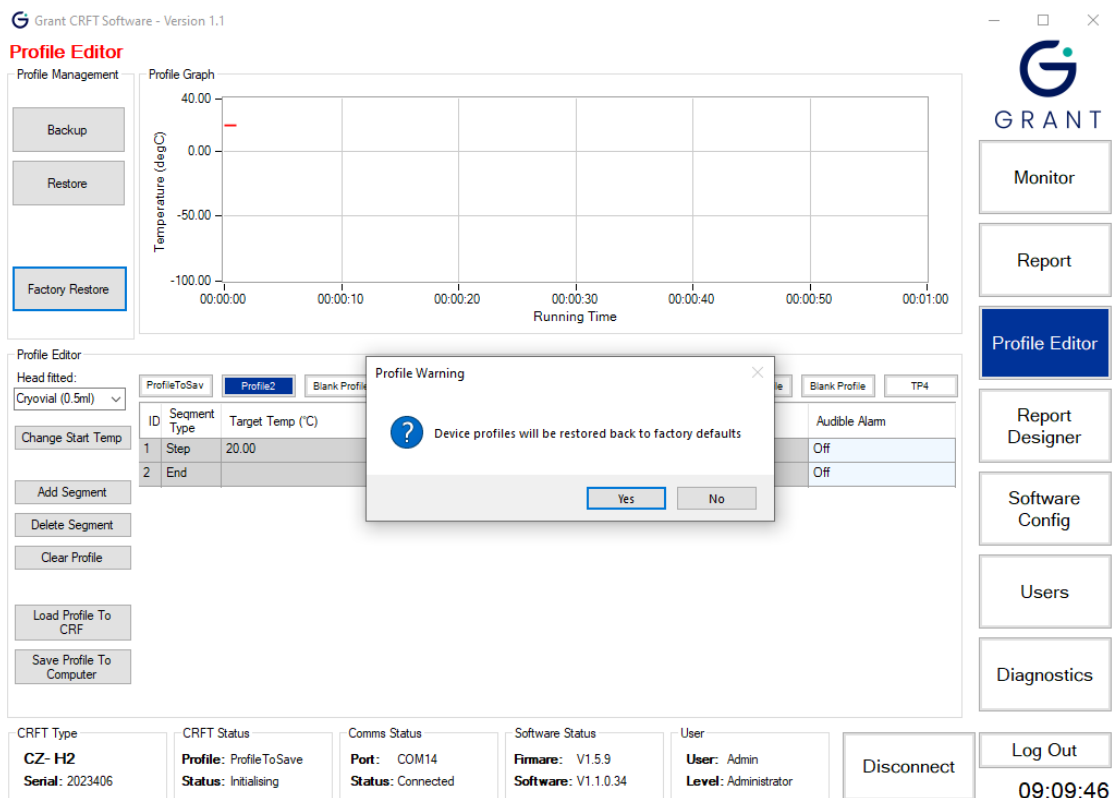 Grant CRFT Software - Version 1.1
Profile Editor
Profile Management
Backup
Restore
Factory Restore
Profile Graph
40.00
0.00
-50.00
-100.00
Temperature (degC)
00:00:00 00:00:10 00:00:20 00:00:30 00:00:40 00:00:50 00:01:00
Running Time
GRANT
Monitor
Report
Profile Editor
Report
Designer
Software
Config
Users
Diagnostics
Profile Editor
Head fitted:
Cryovial (0.5ml)
Change Start Temp
Add Segment
Delete Segment
Clear Profile
Load Profile To
CRF
Save Profile To
Computer
ProfileToSav Profile2 Blank Profile Blank Profile TP4
ID Segment Type Target Temp (°C) Audible Alarm
1 Step 20.00 Off
2 End Off
Profile Warning
Device profiles will be restored back to factory defaults
Yes No
CRFT Type
CZ- H2
Serial: 2023406
CRFT Status
Profile: ProfileToSave
Status: Initialising
Comms Status
Port: COM14
Status: Connected
Software Status
Firmare: V1.5.9
Software: V1.1.0.34
User
User: Admin
Level: Administrator
Disconnect
Log Out
09:09:46